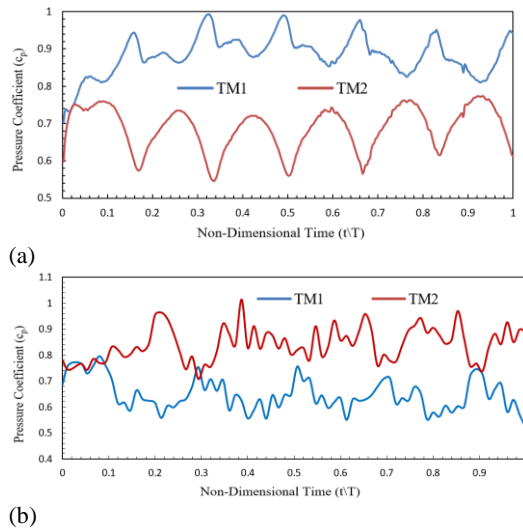 Pressure Coefficient (cp)
1
0.9
0.8
0.7
0.6
0.5
TM1 TM2
0 0.1 0.2 0.3 0.4 0.5 0.6 0.7 0.8 0.9 1
Non-Dimensional Time (t\T)
(a)
Pressure Coefficient (cp)
1.1
1
0.9
0.8
0.7
0.6
0.5
0.4
TM1 TM2
0 0.1 0.2 0.3 0.4 0.5 0.6 0.7 0.8 0.9
Non-Dimensional Time (t\T)
(b)